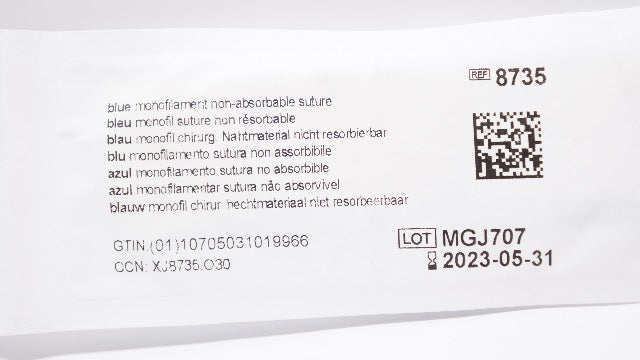 REF 8735
blue monofilament non-absorbable suture
bleu monofil suture non résorbable
blau monofil chirurg. Nahtmaterial nicht resorbierbar
blu monofilamento sutura non assorbibile
azul monofilamento sutura no absorbible
azul monofilamentar sutura não absorvível
blauw monofil chirur. hechtmateriaal niet resorbeerbaar
GTIN:(01)10705031019966
CCN: XJ8735.O30
LOT MGJ707
2023-05-31